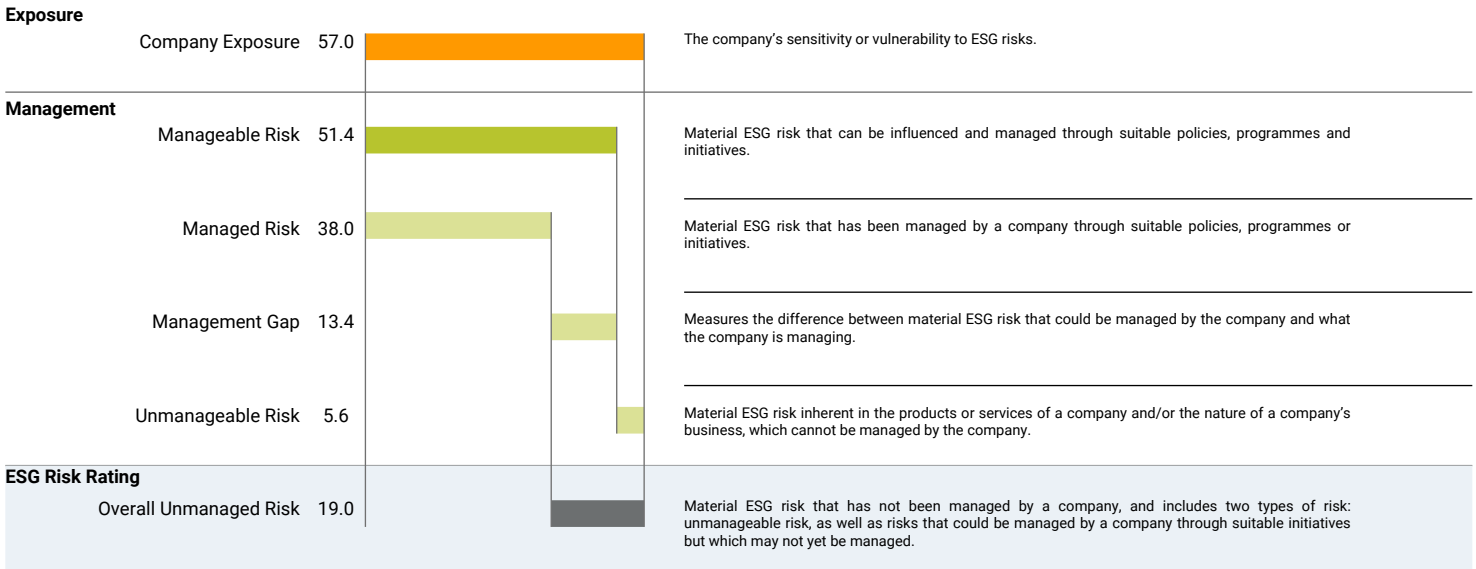 Exposure
Company Exposure 57.0
The company's sensitivity or vulnerability to ESG risks.
Management
Manageable Risk 51.4
Material ESG risk that can be influenced and managed through suitable policies, programmes and
initiatives.
Managed Risk 38.0
Material ESG risk that has been managed by a company through suitable policies, programmes or
initiatives.
Management Gap 13.4
Measures the difference between material ESG risk that could be managed by the company and what
the company is managing.
Unmanageable Risk 5.6
Material ESG risk inherent in the products or services of a company and/or the nature of a company's
business, which cannot be managed by the company.
ESG Risk Rating
Overall Unmanaged Risk 19.0
Material ESG risk that has not been managed by a company, and includes two types of risk:
unmanageable risk, as well as risks that could be managed by a company through suitable initiatives
but which may not yet be managed.